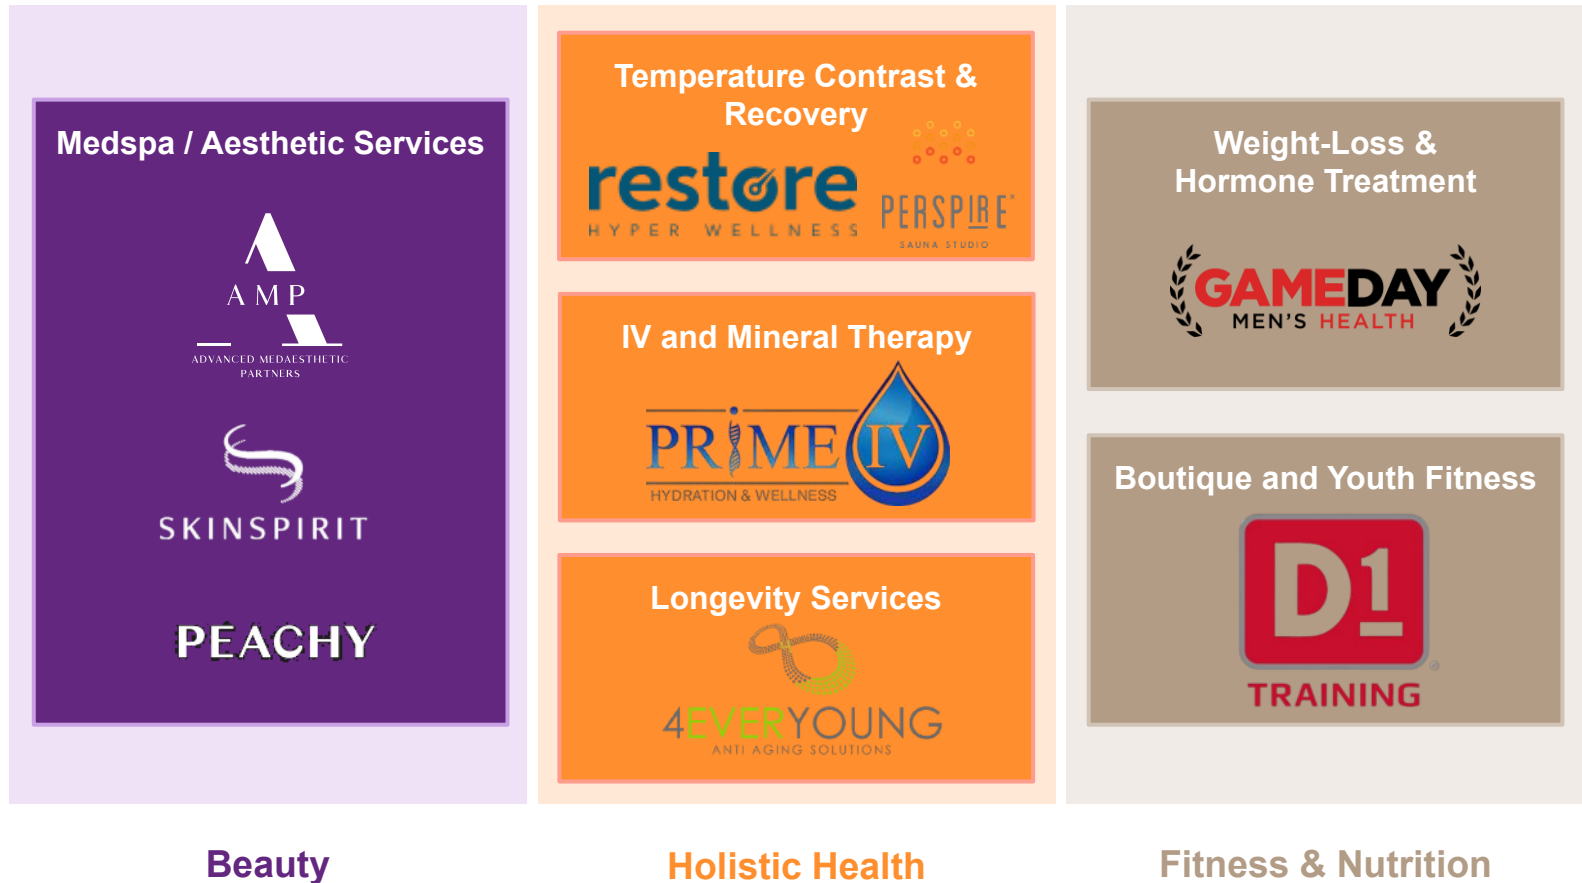 Medspa / Aesthetic Services
AMP
ADVANCED MEDAESTHETIC
PARTNERS
SKINSPIRIT
PEACHY
Beauty
Temperature Contrast &
Recovery
restore
HYPER WELLNESS
PERSPIRE
SAUNA STUDIO
IV and Mineral Therapy
PRiME IV
HYDRATION & WELLNESS
Longevity Services
4EVERYOUNG
ANTI AGING SOLUTIONS
Holistic Health
Weight-Loss &
Hormone Treatment
GAMEDAY
MEN'S HEALTH
Boutique and Youth Fitness
D1
TRAINING
Fitness & Nutrition